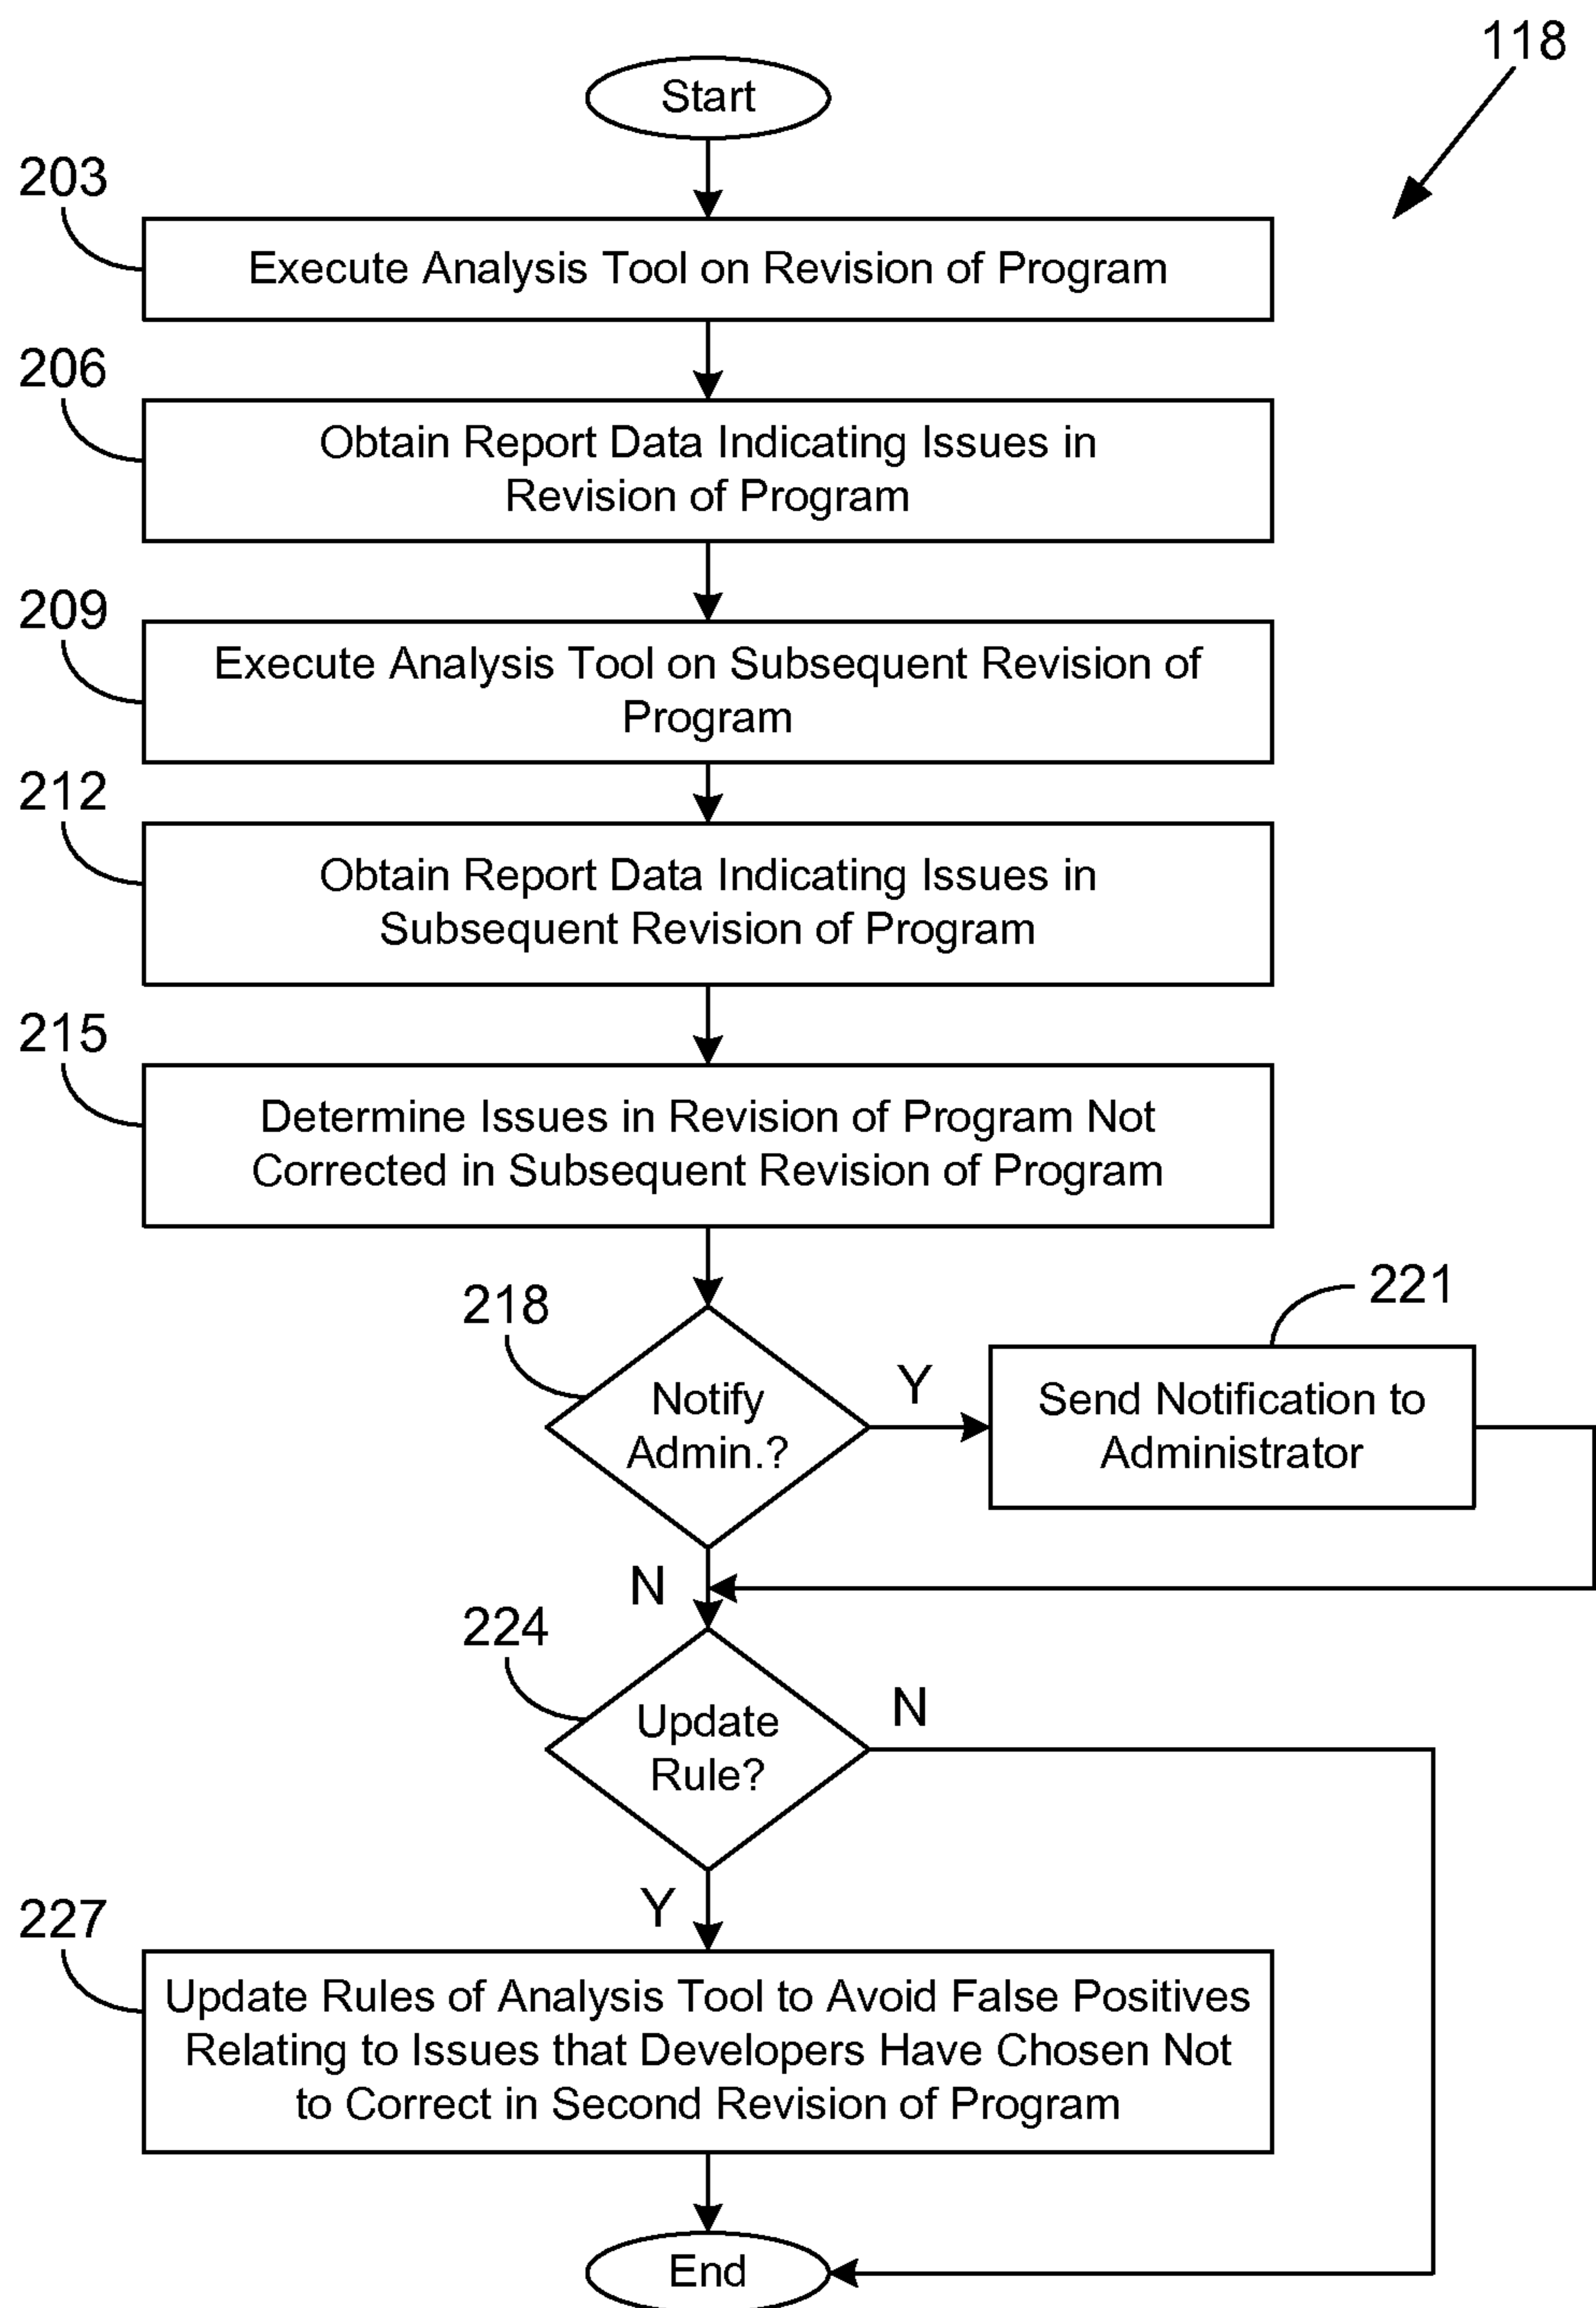 118
Start
203
Execute Analysis Tool on Revision of Program
206
Obtain Report Data Indicating Issues in
Revision of Program
209
Execute Analysis Tool on Subsequent Revision of
Program
212
Obtain Report Data Indicating Issues in
Subsequent Revision of Program
215
Determine Issues in Revision of Program Not
Corrected in Subsequent Revision of Program
218
Notify
Admin.?
Y
221
Send Notification to
Administrator
N
224
Update
Rule?
N
Y
227
Update Rules of Analysis Tool to Avoid False Positives
Relating to Issues that Developers Have Chosen Not
to Correct in Second Revision of Program
End